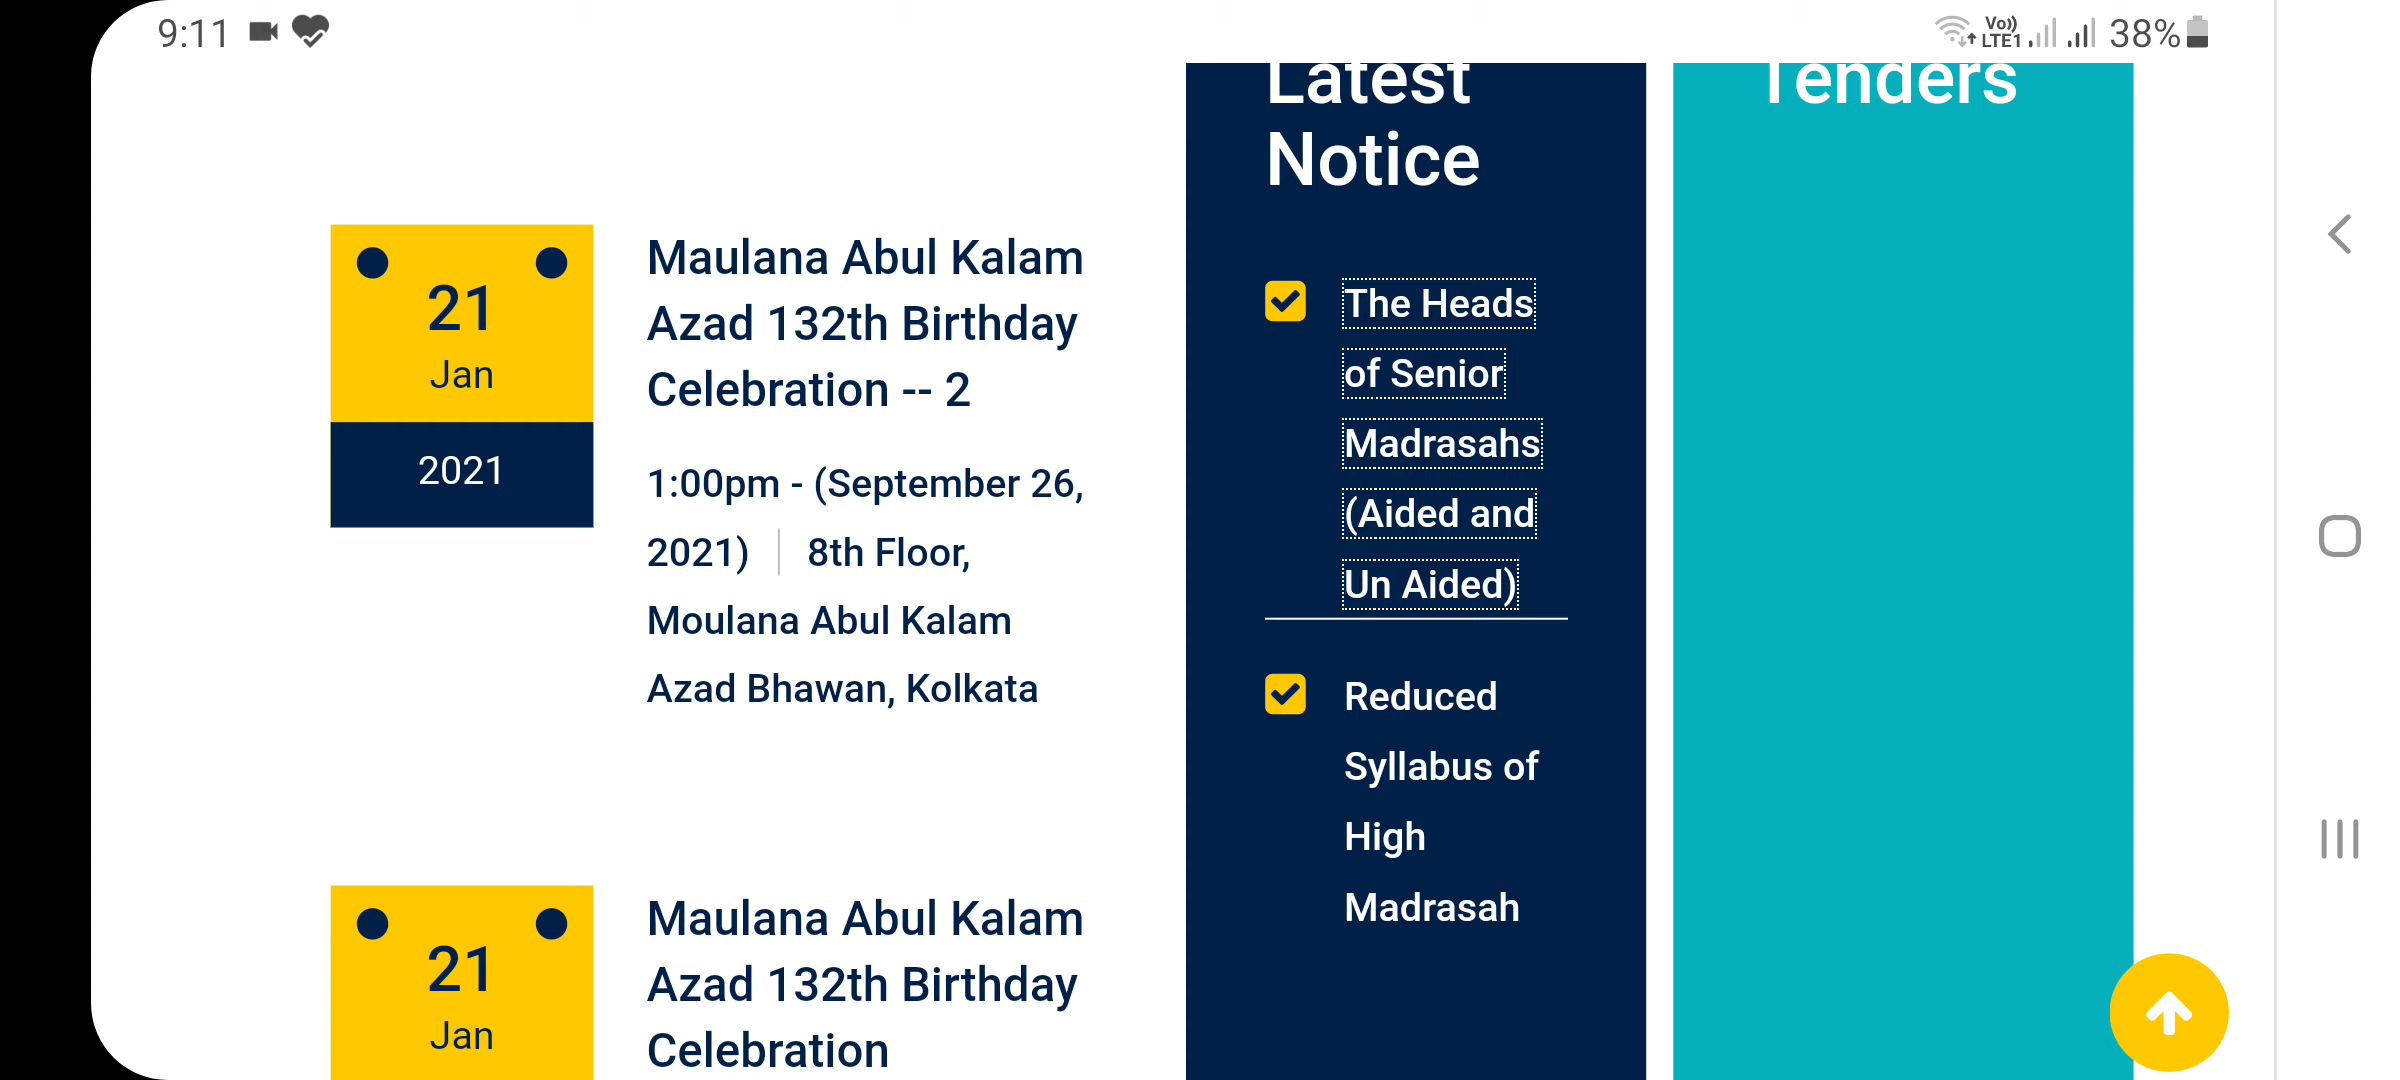 9:11
Vo))
LTE1
38%
21
Jan
2021
Maulana Abul Kalam
Azad 132th Birthday
Celebration -- 2
1:00pm - (September 26,
2021)
8th Floor,
Moulana Abul Kalam
Azad Bhawan, Kolkata
21
Jan
Maulana Abul Kalam
Azad 132th Birthday
Celebration
Latest
Notice
The Heads
of Senior
Madrasahs
(Aided and
Un Aided)
Reduced
Syllabus of
High
Madrasah
Tenders